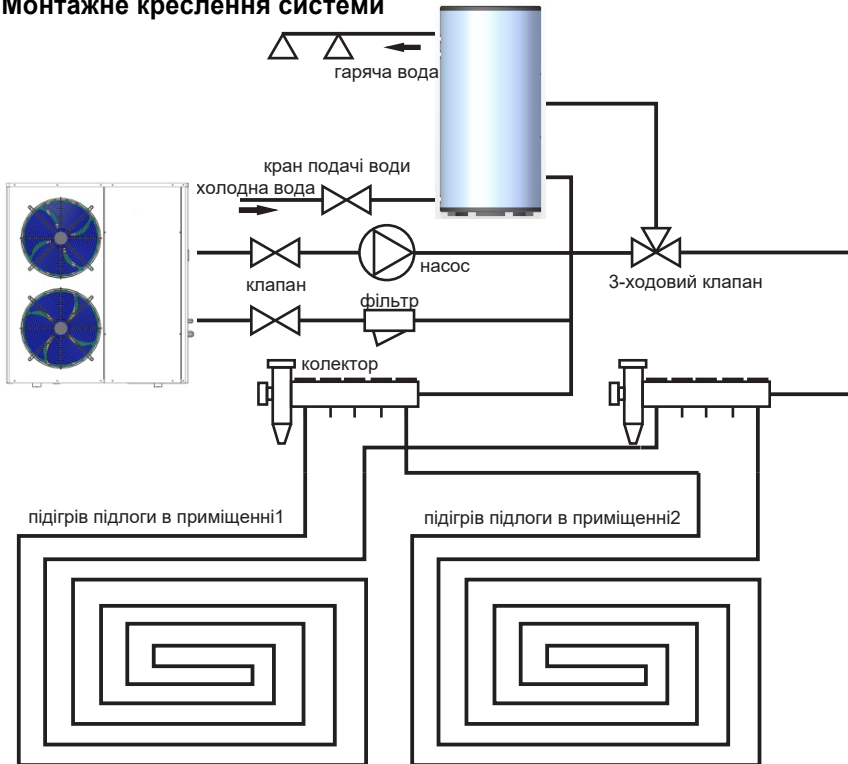 Монтажне креслення системи
гаряча вода
кран подачі води
холодна вода
насос
клапан
3-ходовий клапан
фільтр
колектор
підігрів підлоги в приміщенні1
підігрів підлоги в приміщенні2